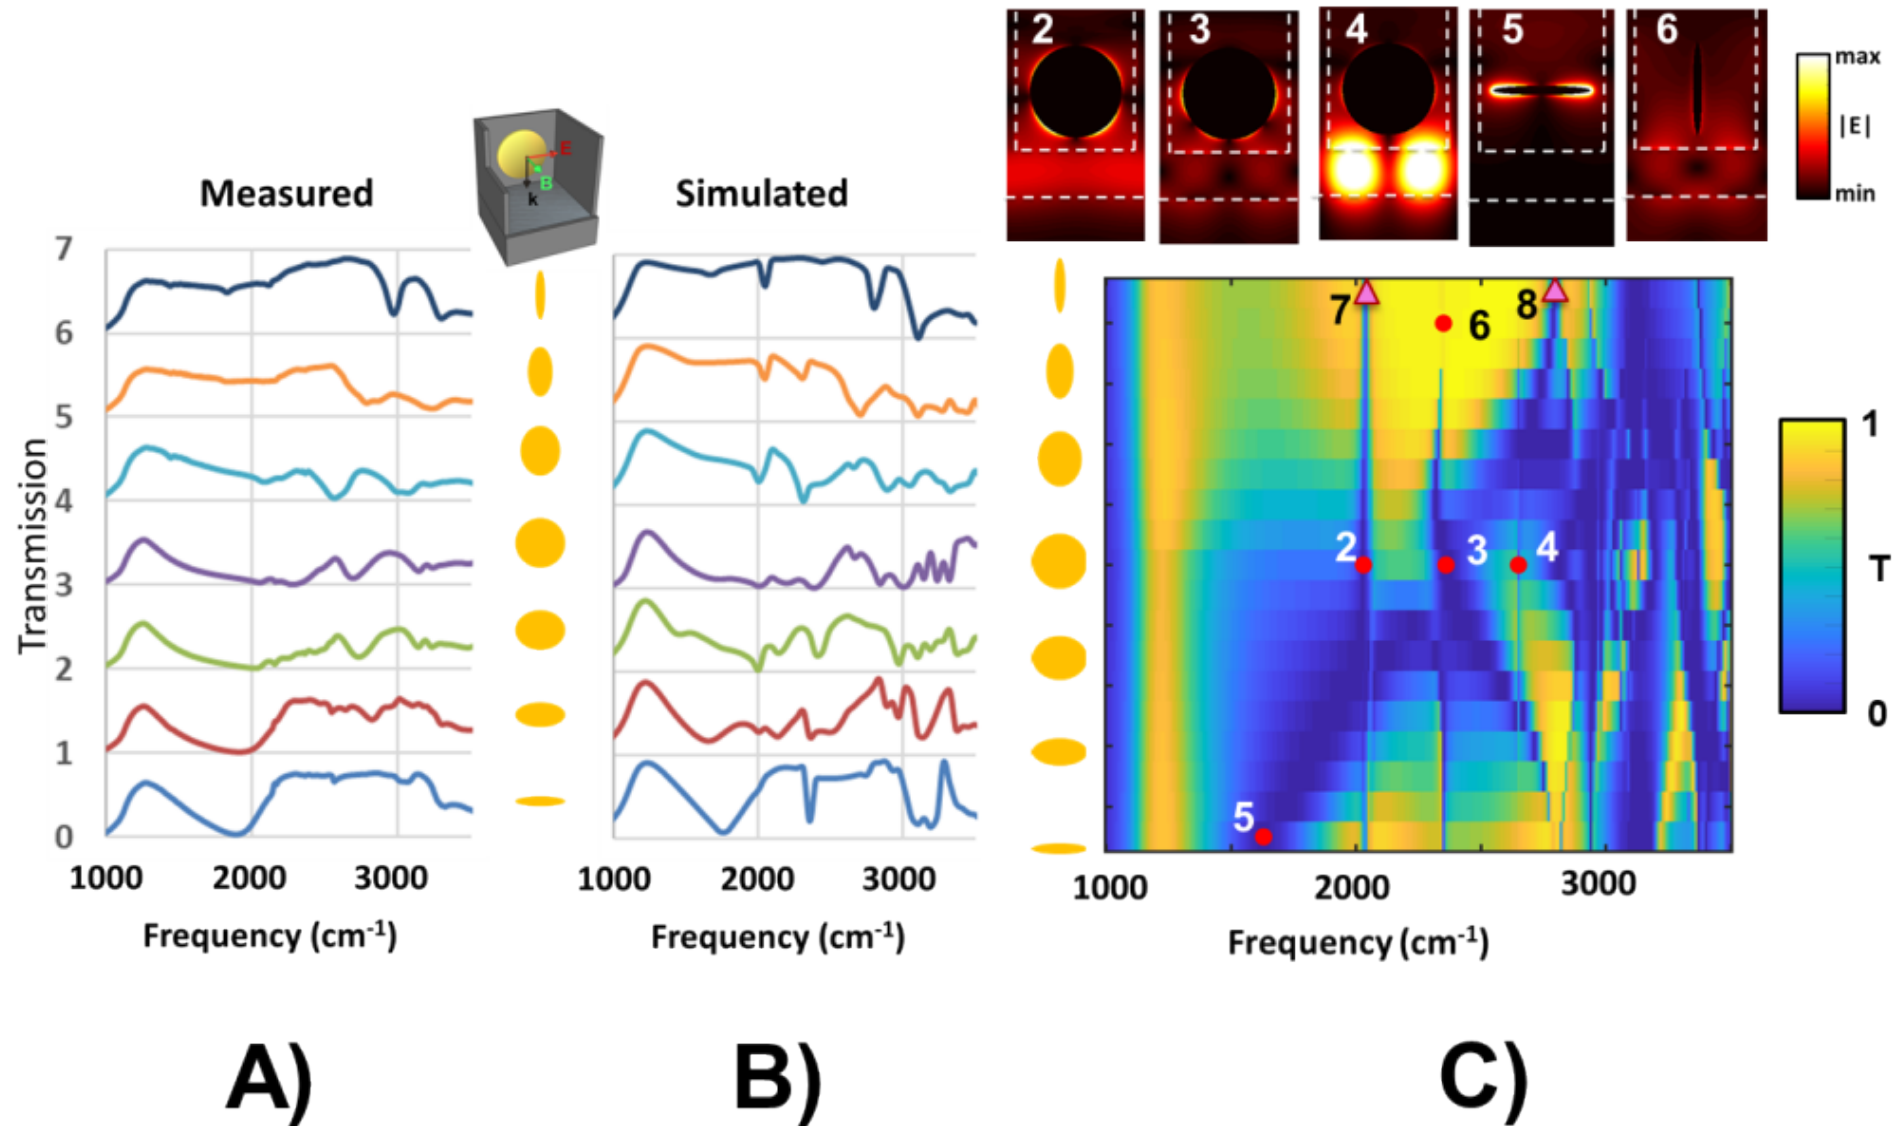 2 3 4 5 6
max
|E|
min
E
B
k
Measured
Simulated
Transmission
7
6
5
4
3
2
1
0
1000 2000 3000
Frequency (cm-1)
1000 2000 3000
Frequency (cm-1)
7 8
6
2 3 4
5
1000 2000 3000
Frequency (cm-1)
1
T
0
A) B) C)